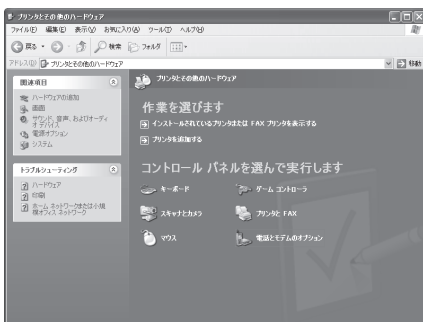 プリンタとその他のハードウェア
ファイル(F) 編集(E) 表示(V) お気に入り(A) ツール(T) ヘルプ(H)
戻る 検索 フォルダ
アドレス(D) プリンタとその他のハードウェア 移動
関連項目
ハードウェアの追加
画面
サウンド、音声、およびオーディオ デバイス
電源オプション
システム
トラブルシューティング
ハードウェア
印刷
ホーム ネットワークまたは小規模オフィス ネットワーク
プリンタとその他のハードウェア
作業を選びます
インストールされているプリンタまたは FAX プリンタを表示する
プリンタを追加する
コントロール パネルを選んで実行します
キーボード
ゲーム コントローラ
スキャナとカメラ
プリンタと FAX
マウス
電話とモデムのオプション